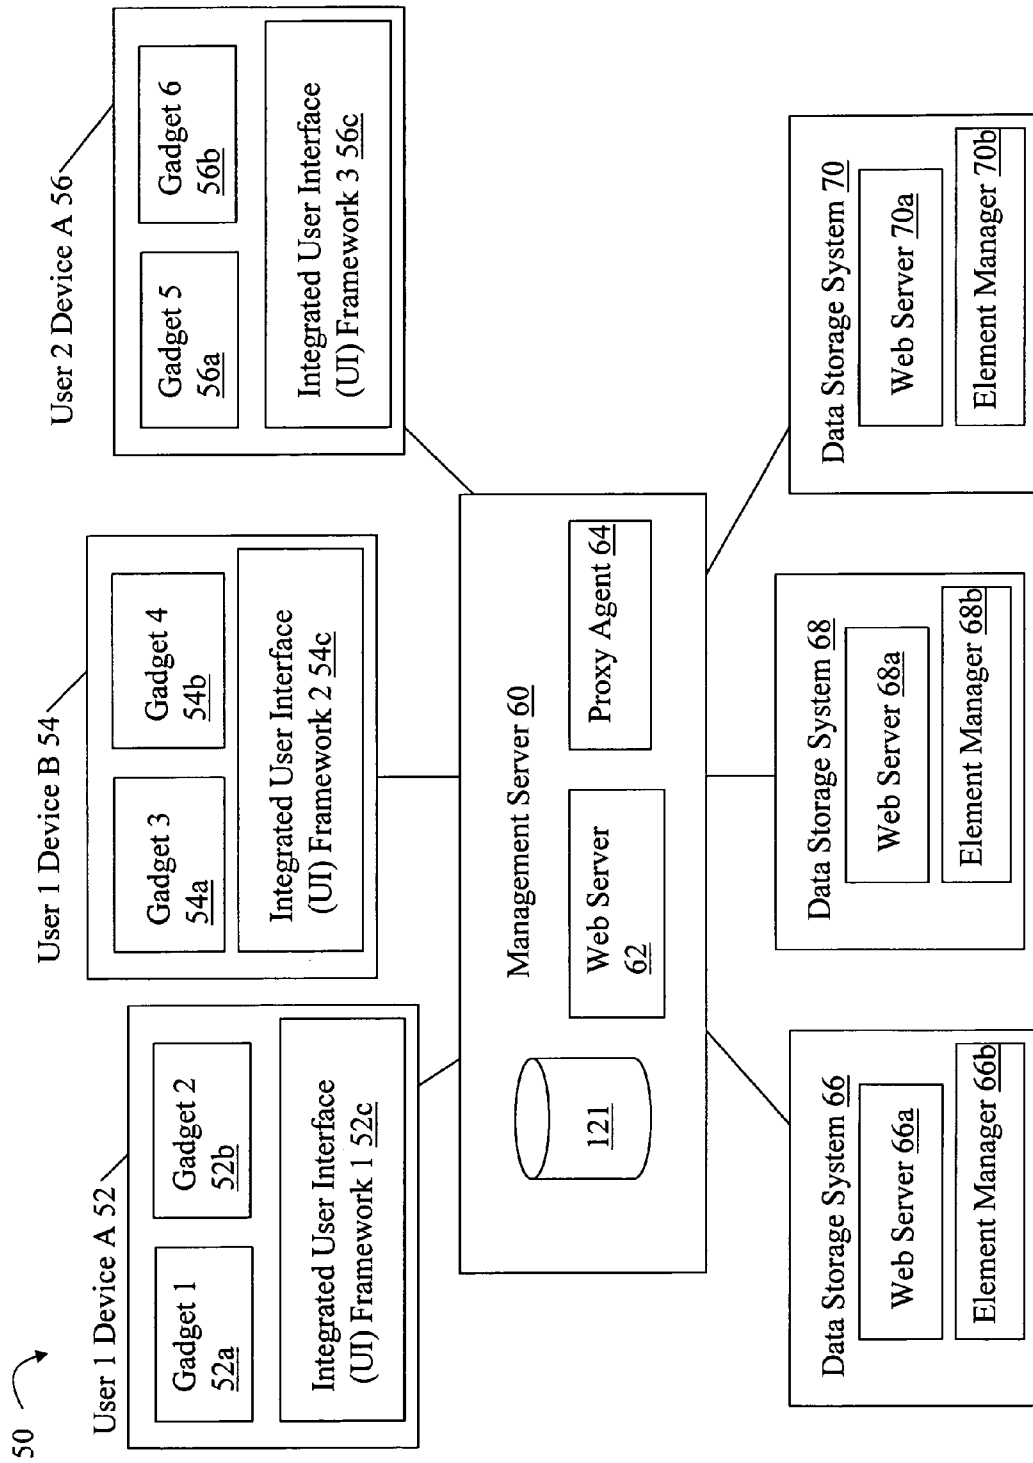 50
User 1 Device A 52
Gadget 1
52a
Gadget 2
52b
Integrated User Interface
(UI) Framework 1 52c
User 1 Device B 54
Gadget 3
54a
Gadget 4
54b
Integrated User Interface
(UI) Framework 2 54c
User 2 Device A 56
Gadget 5
56a
Gadget 6
56b
Integrated User Interface
(UI) Framework 3 56c
Management Server 60
121
Web Server
62
Proxy Agent 64
Data Storage System 66
Web Server 66a
Element Manager 66b
Data Storage System 68
Web Server 68a
Element Manager 68b
Data Storage System 70
Web Server 70a
Element Manager 70b